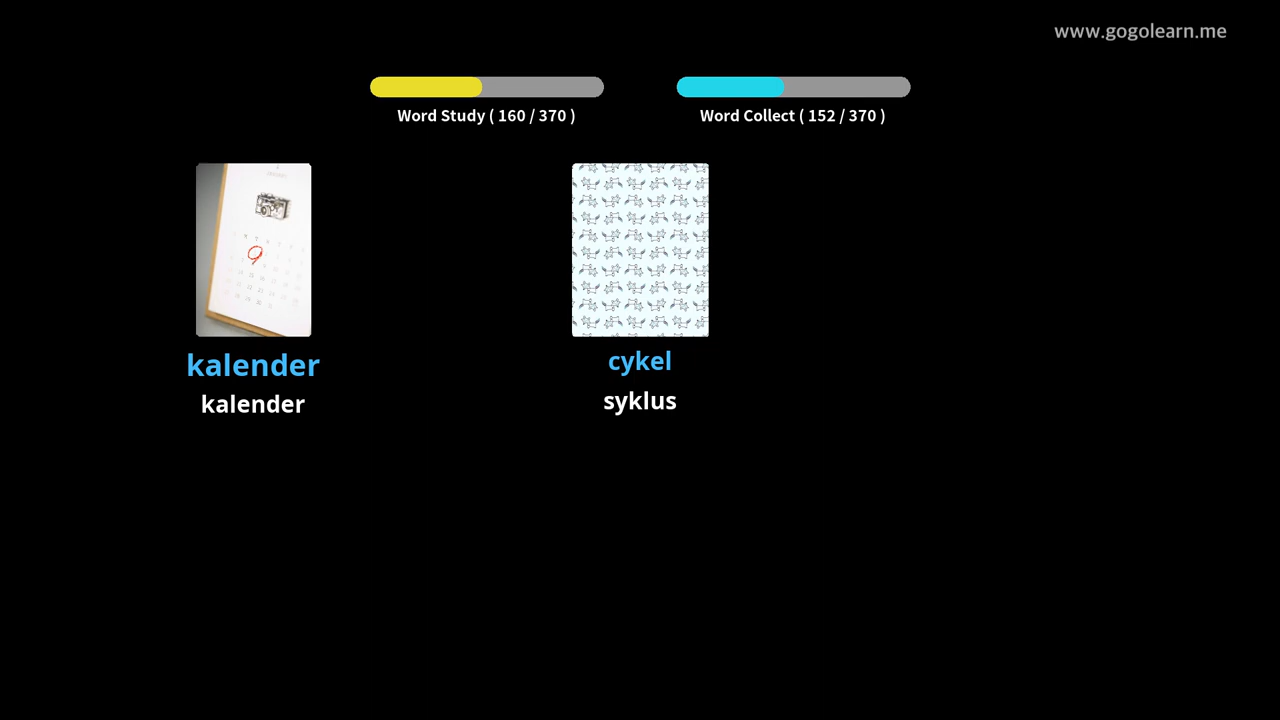 www.gogolearn.me
Word Study ( 160 / 370 )
Word Collect ( 152 / 370 )
kalender
kalender
cykel
syklus